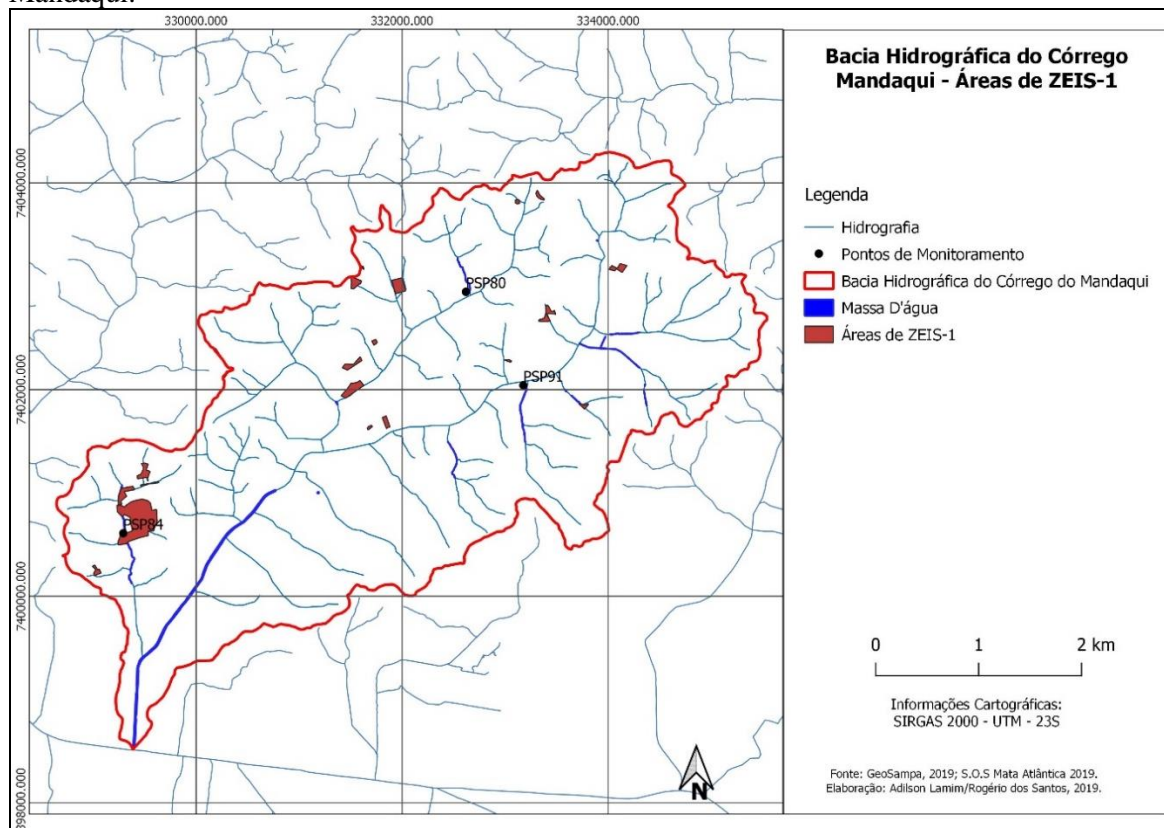 Mandaqui.
330000.000 332000.000 334000.000
7404000.000
7402000.000
7400000.000
PSP80
PSP91
PSP84
Bacia Hidrográfica do Córrego
Mandaqui - Áreas de ZEIS-1
Legenda
Hidrografia
Pontos de Monitoramento
Bacia Hidrográfica do Córrego do Mandaqui
Massa D'água
Áreas de ZEIS-1
0 1 2 km
Informações Cartográficas:
SIRGAS 2000 - UTM - 23S
N
Fonte: GeoSampa, 2019; S.O.S Mata Atlântica 2019.
Elaboração: Adilson Lamim/Rogério dos Santos, 2019.